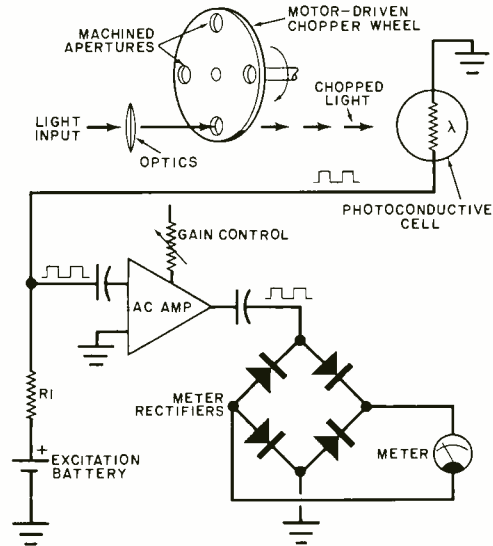 MACHINED
APERTURES
MOTOR-DRIVEN
CHOPPER WHEEL
CHOPPED
LIGHT
LIGHT
INPUT
OPTICS
λ
PHOTOCONDUCTIVE
CELL
GAIN CONTROL
AC AMP
R1
METER
RECTIFIERS
METER
+
EXCITATION
BATTERY